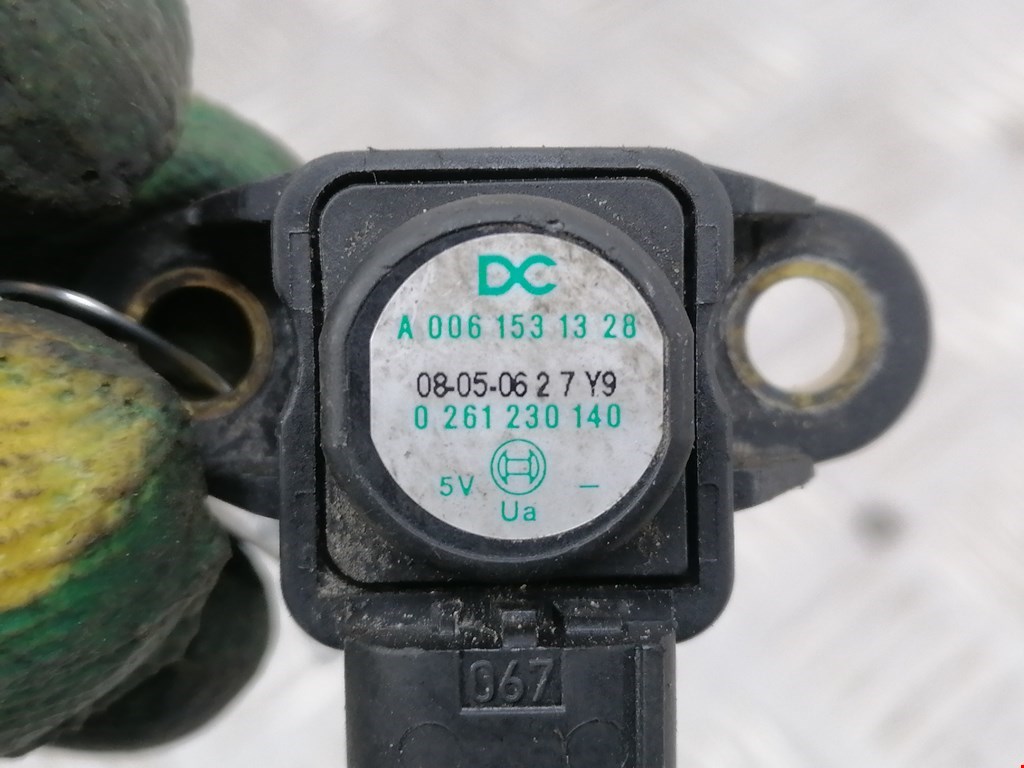 DC
A 006 153 13 28
08-05-06 2 7 Y9
0 261 230 140
5V –
Ua
067